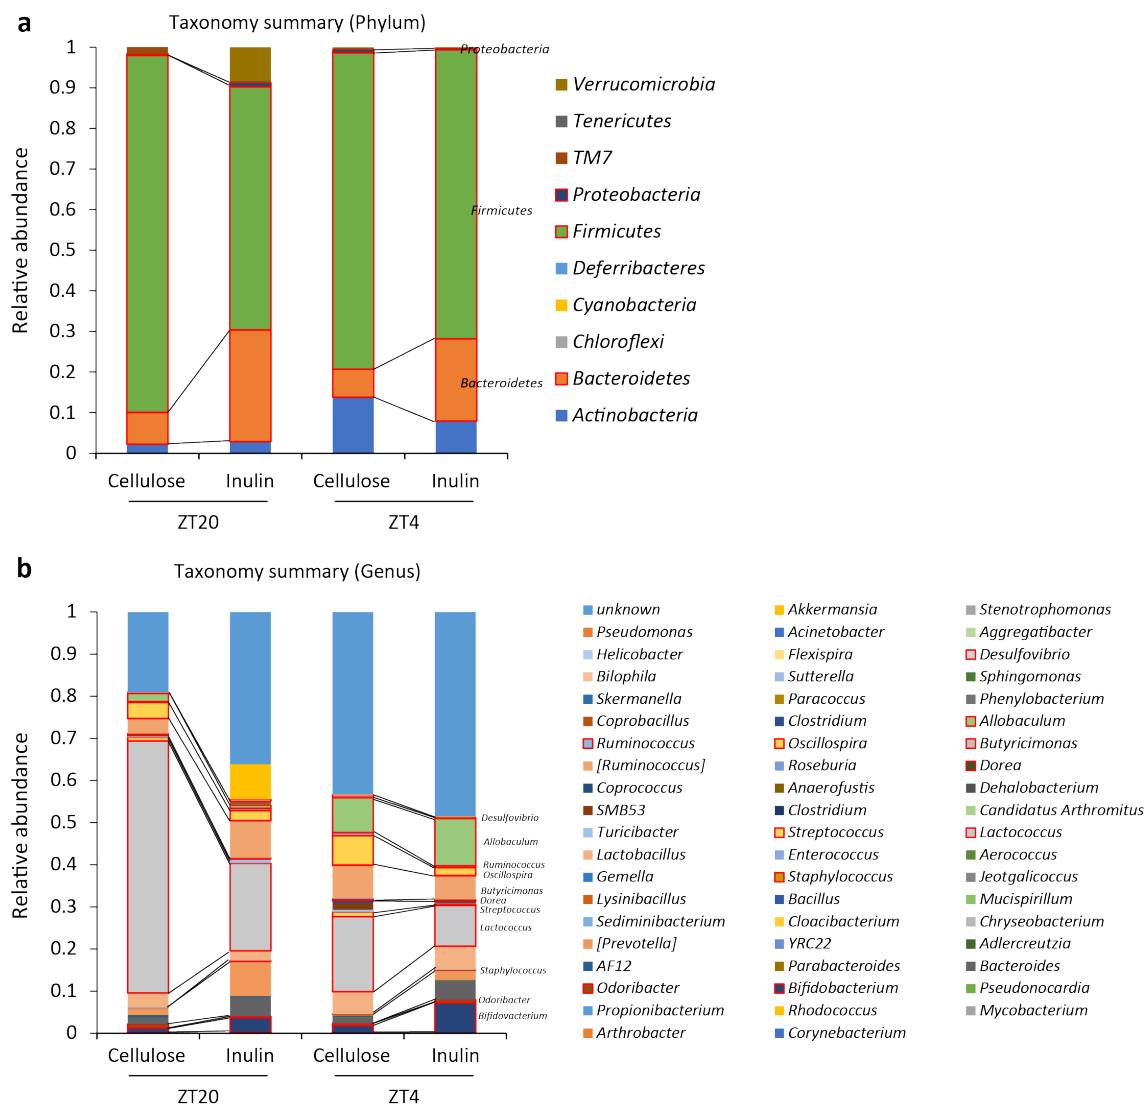 a
Taxonomy summary (Phylum)
Relative abundance
1
0.9
0.8
0.7
0.6
0.5
0.4
0.3
0.2
0.1
0
Proteobacteria
Firmicutes
Bacteroidetes
Verrucomicrobia
Tenericutes
TM7
Proteobacteria
Firmicutes
Deferribacteres
Cyanobacteria
Chloroflexi
Bacteroidetes
Actinobacteria
Cellulose Inulin Cellulose Inulin
ZT20 ZT4
b
Taxonomy summary (Genus)
Relative abundance
1
0.9
0.8
0.7
0.6
0.5
0.4
0.3
0.2
0.1
0
Desulfovibrio
Allobaculum
Ruminococcus
Oscillospira
Butyricimonas
Dorea
Streptococcus
Lactococcus
Staphylococcus
Odoribacter
Bifidovacterium
Cellulose Inulin Cellulose Inulin
ZT20 ZT4
unknown Akkermansia Stenotrophomonas
Pseudomonas Acinetobacter Aggregatibacter
Helicobacter Flexispira Desulfovibrio
Bilophila Sutterella Sphingomonas
Skermanella Paracoccus Phenylobacterium
Coprobacillus Clostridium Allobaculum
Ruminococcus Oscillospira Butyricimonas
[Ruminococcus] Roseburia Dorea
Coprococcus Anaerofustis Dehalobacterium
SMB53 Clostridium Candidatus Arthromitus
Turicibacter Streptococcus Lactococcus
Lactobacillus Enterococcus Aerococcus
Gemella Staphylococcus Jeotgalicoccus
Lysinibacillus Bacillus Mucispirillum
Sediminibacterium Cloacibacterium Chryseobacterium
[Prevotella] YRC22 Adlercreutzia
AF12 Parabacteroides Bacteroides
Odoribacter Bifidobacterium Pseudonocardia
Propionibacterium Rhodococcus Mycobacterium
Arthrobacter Corynebacterium